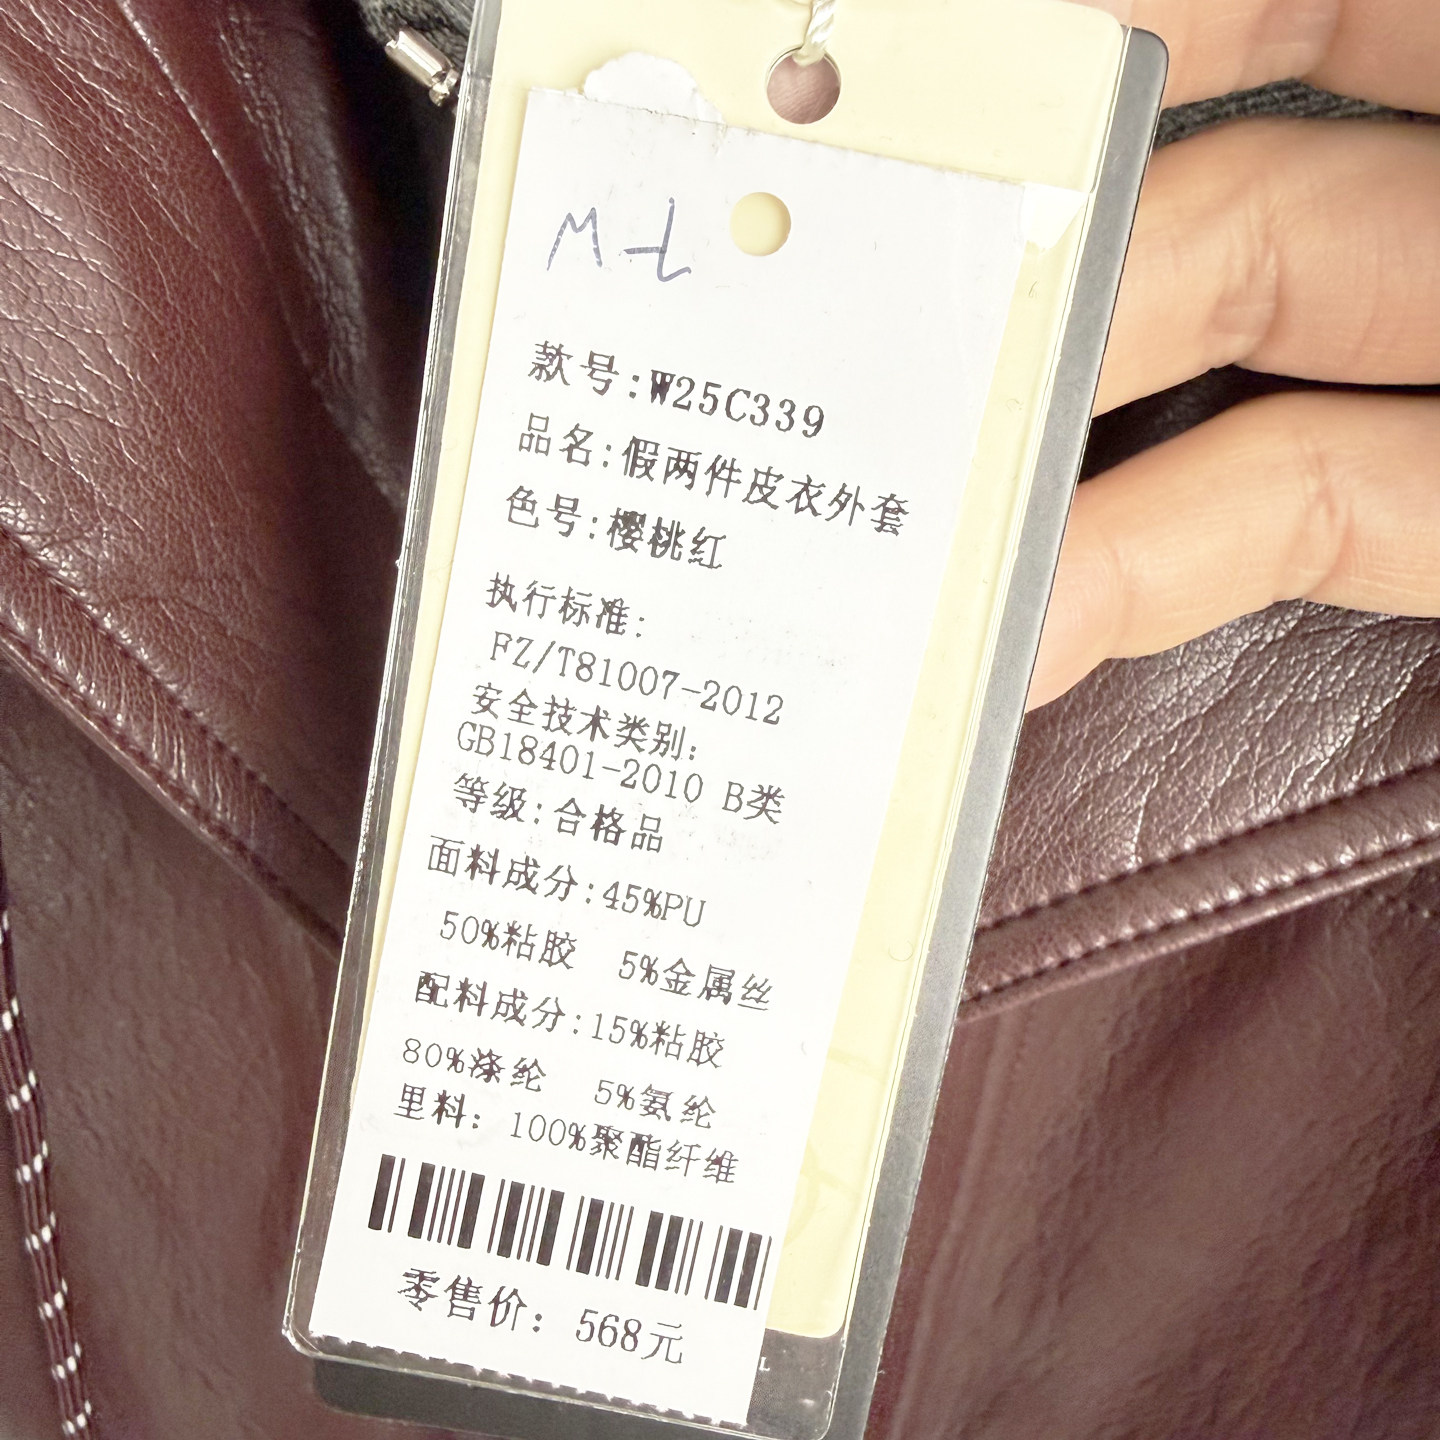 M-L
款号:W25C339
品名:假两件皮衣外套
色号:樱桃红
执行标准:
FZ/T81007-2012
安全技术类别:
GB18401-2010 B类
等级:合格品
面料成分:45%PU
50%粘胶 5%金属丝
配料成分:15%粘胶
80%涤纶 5%氨纶
里料: 100%聚酯纤维
零售价: 568元